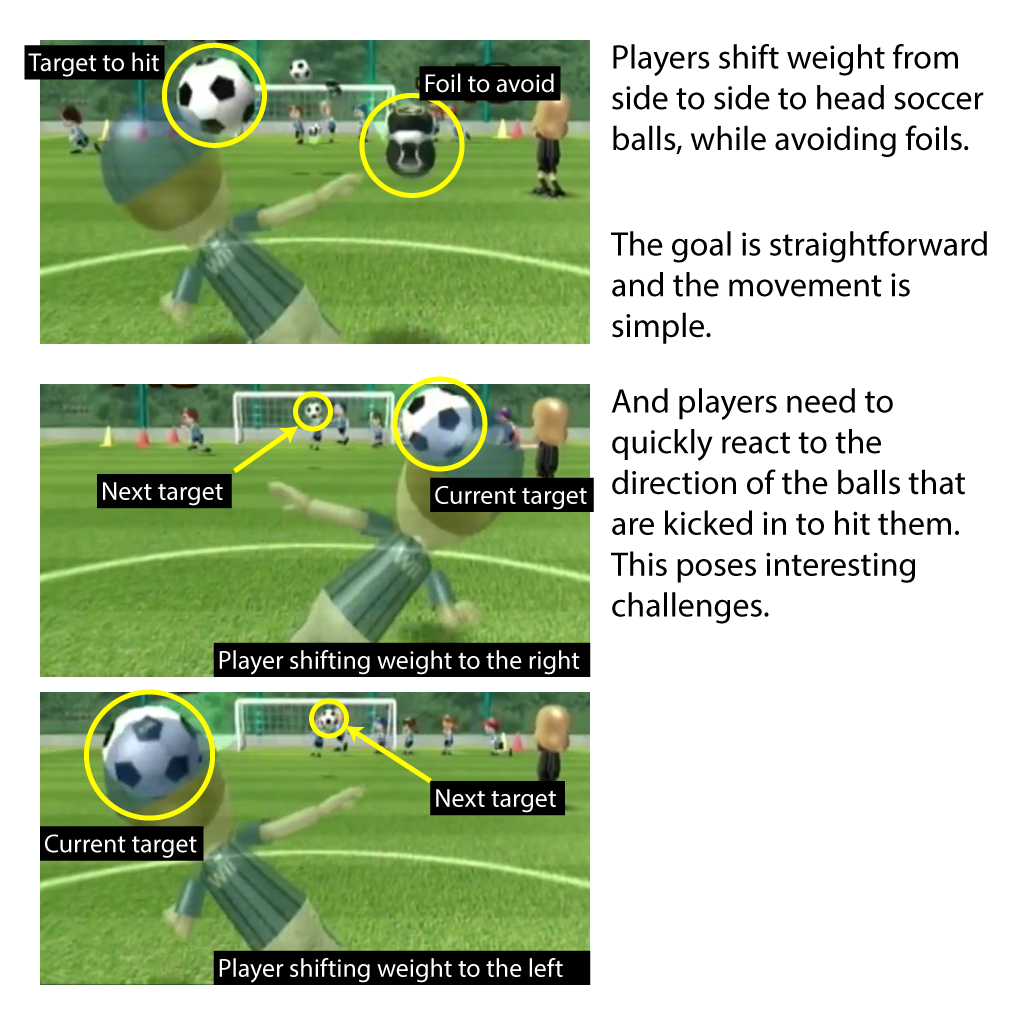 Target to hit
Foil to avoid
Players shift weight from
side to side to head soccer
balls, while avoiding foils.
The goal is straightforward
and the movement is
simple.
Wii
Next target
Current target
Wii
Player shifting weight to the right
And players need to
quickly react to the
direction of the balls that
are kicked in to hit them.
This poses interesting
challenges.
Next target
Current target
Wii
Player shifting weight to the left